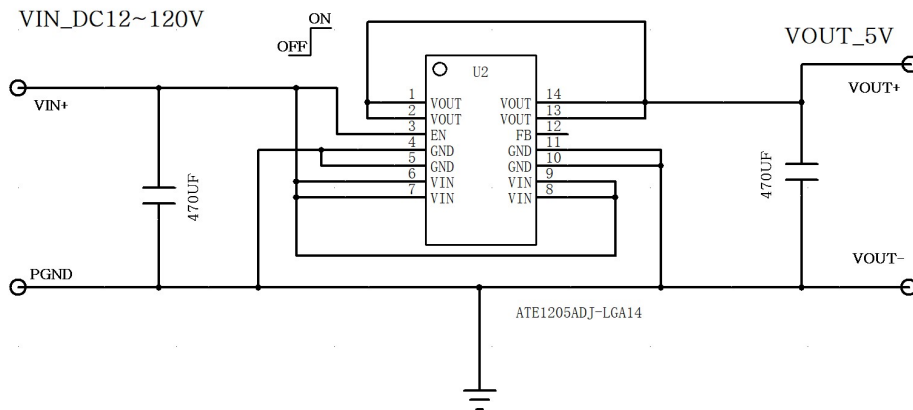 VIN_DC12~120V
ON
OFF
VOUT_5V
VIN+
VOUT+
U2
1 VOUT VOUT 14
2 VOUT VOUT 13
3 EN FB 12
4 GND GND 11
5 GND GND 10
6 VIN VIN 9
7 VIN VIN 8
470UF
470UF
PGND
VOUT-
ATE1205ADJ-LGA14